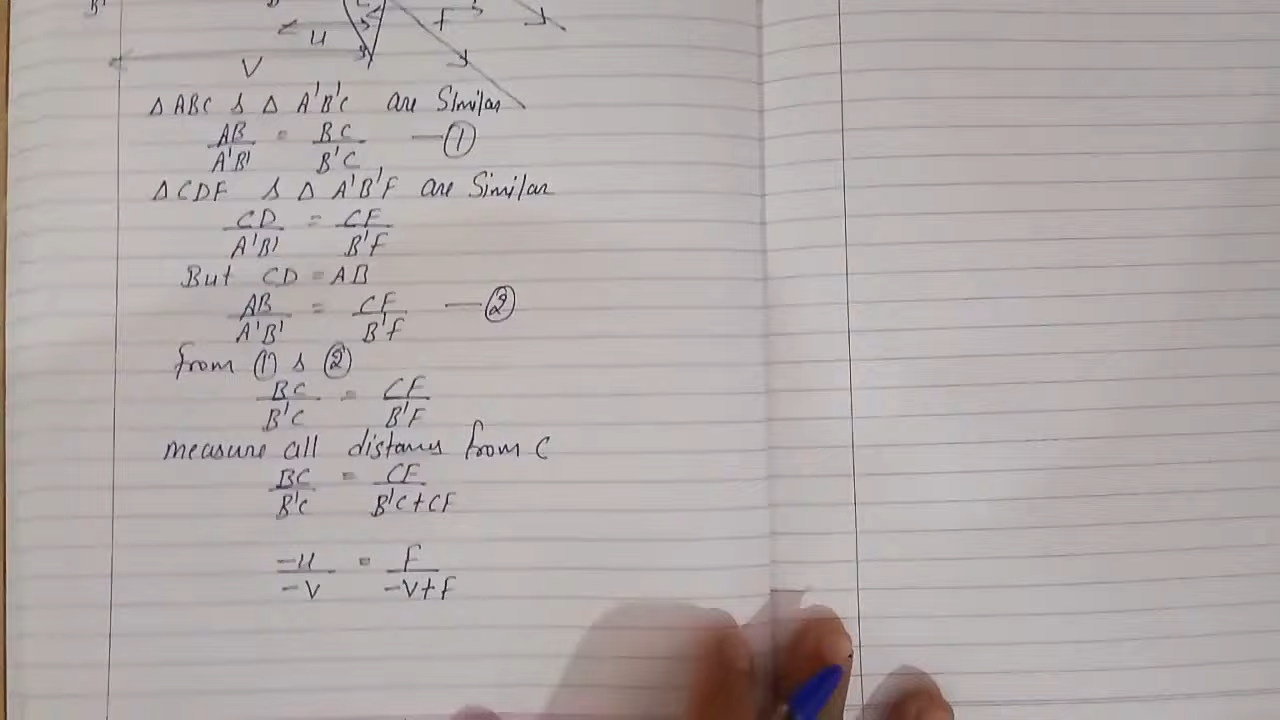 B'
u
F
V
Δ ABC & Δ A'B'C are Similar
AB/A'B' = BC/B'C —①
Δ CDF & Δ A'B'F are Similar
CD/A'B' = CF/B'F
But CD = AB
AB/A'B' = CF/B'F —②
from ① & ②
BC/B'C = CF/B'F
measure all distances from C
BC/B'C = CF/B'C+CF
-u/-v = F/-v+f